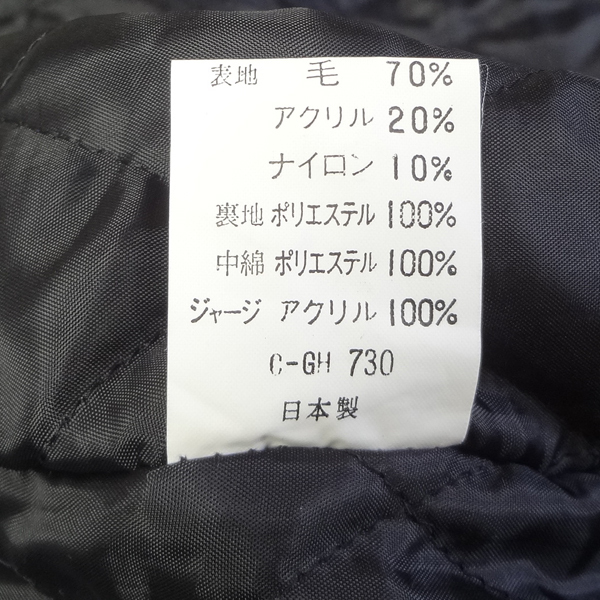 表地 毛 70%
アクリル 20%
ナイロン 10%
裏地 ポリエステル 100%
中綿 ポリエステル 100%
ジャージ アクリル 100%
C-GH 730
日本製